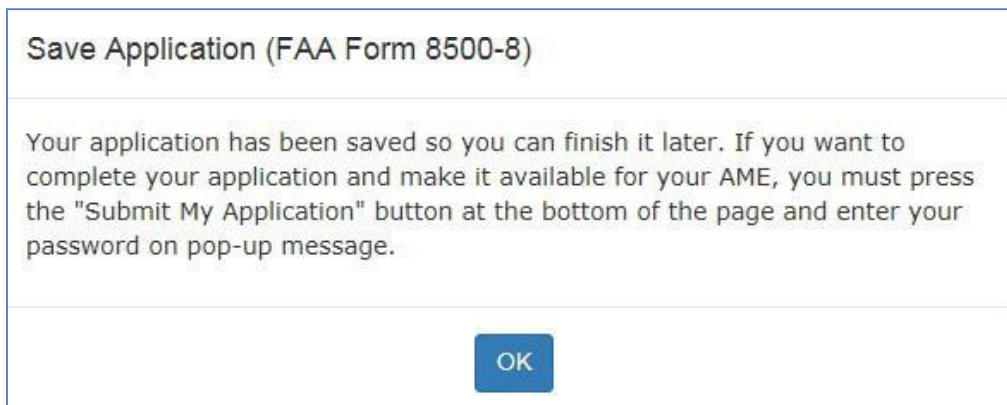 Save Application (FAA Form 8500-8)
Your application has been saved so you can finish it later. If you want to
complete your application and make it available for your AME, you must press
the "Submit My Application" button at the bottom of the page and enter your
password on pop-up message.
OK